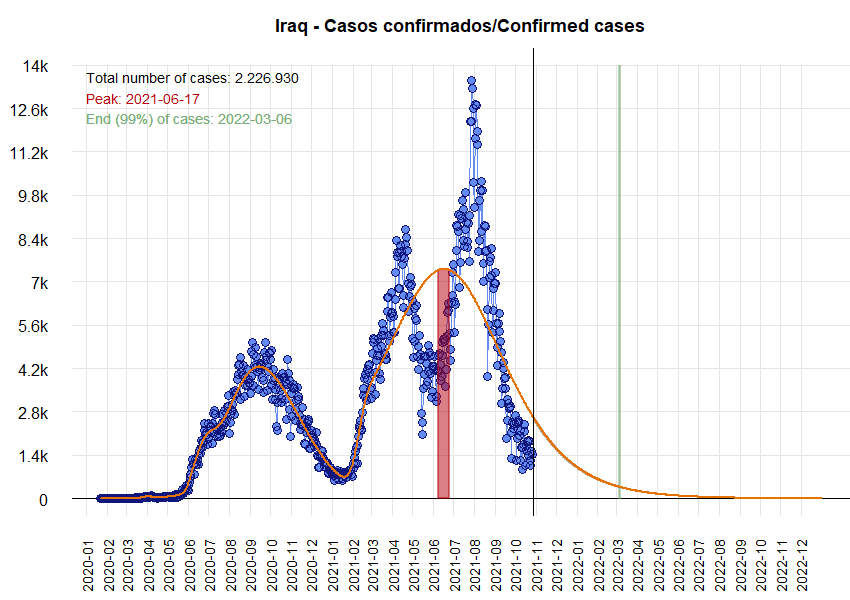 Iraq - Casos confirmados/Confirmed cases
14k
Total number of cases: 2.226.930
Peak: 2021-06-17
End (99%) of cases: 2022-03-06
12.6k
11.2k
9.8k
8.4k
7k
5.6k
4.2k
2.8k
1.4k
0
2020-01
2020-02
2020-03
2020-04
2020-05
2020-06
2020-07
2020-08
2020-09
2020-10
2020-11
2020-12
2021-01
2021-02
2021-03
2021-04
2021-05
2021-06
2021-07
2021-08
2021-09
2021-10
2021-11
2021-12
2022-01
2022-02
2022-03
2022-04
2022-05
2022-06
2022-07
2022-08
2022-09
2022-10
2022-11
2022-12